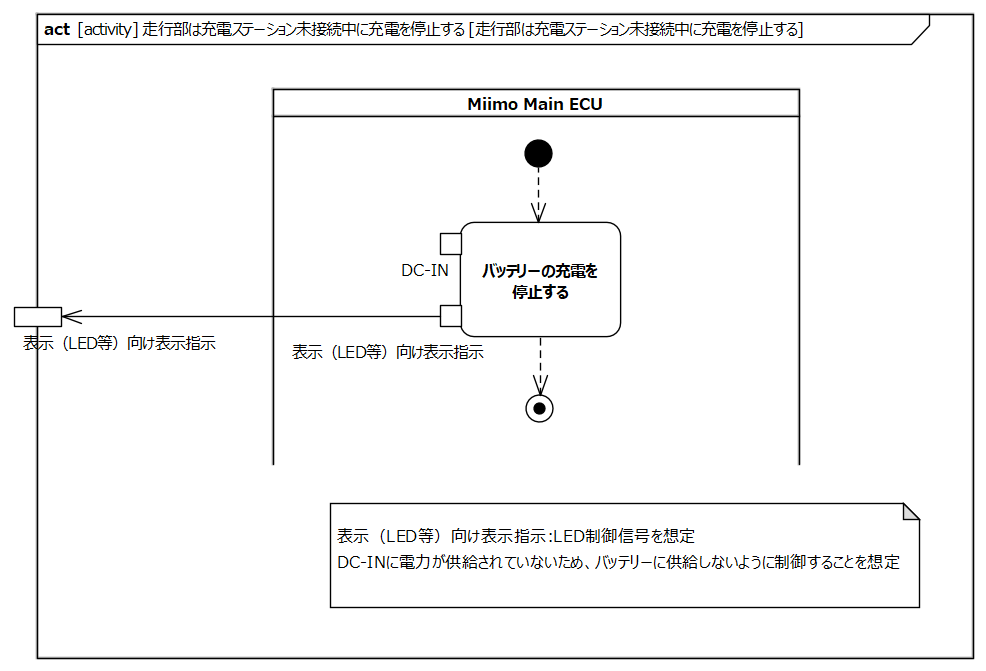 act [activity] 走行部は充電ステーション未接続中に充電を停止する [走行部は充電ステーション未接続中に充電を停止する]
Miimo Main ECU
DC-IN
バッテリーの充電を
停止する
表示（LED等）向け表示指示
表示（LED等）向け表示指示
表示（LED等）向け表示指示:LED制御信号を想定
DC-INに電力が供給されていないため、バッテリーに供給しないように制御することを想定